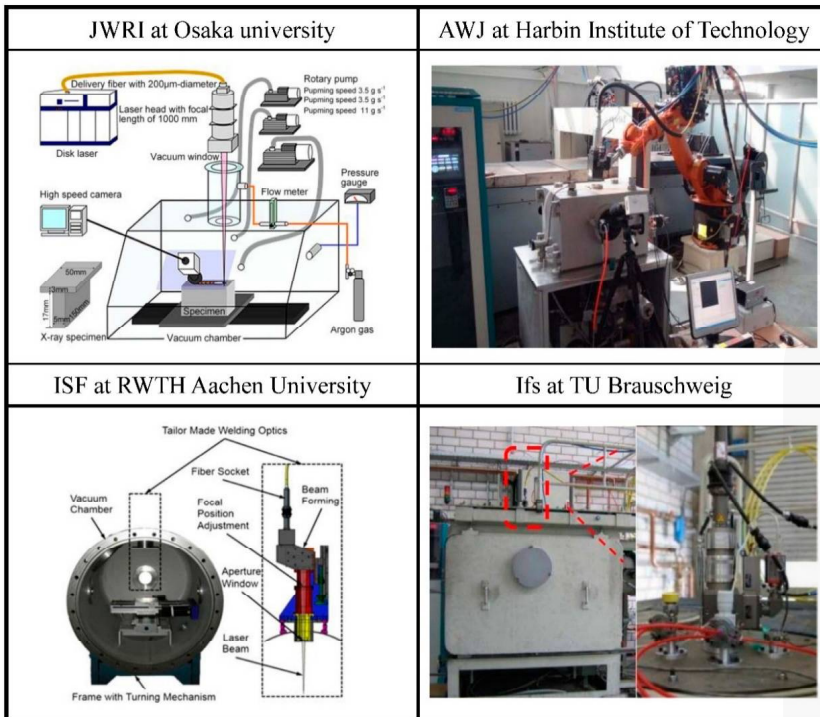 JWRI at Osaka university
AWJ at Harbin Institute of Technology
Delivery fiber with 200µm-diameter
Laser head with focal
length of 1000 mm
Disk laser
Vacuum window
Rotary pump
Pupming speed 3.5 g s⁻¹
Pupming speed 3.5 g s⁻¹
Pupming speed 11 g s⁻¹
Pressure
gauge
Flow meter
High speed camera
50mm
3mm
17mm
5mm
150mm
X-ray specimen
Specimen
Vacuum chamber
Argon gas
ISF at RWTH Aachen University
Ifs at TU Brauschweig
Tailor Made Welding Optics
Fiber Socket
Vacuum
Chamber
Focal
Position
Adjustment
Beam
Forming
Aperture
Window
Laser
Beam
Frame with Turning Mechanism